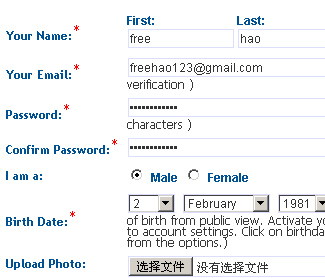 First: Last:
Your Name:* free hao
Your Email:* freehao123@gmail.com
verification )
Password:* ••••••••••••
characters )
Confirm Password:* ••••••••••••
I am a: Male Female
2 February 1981
Birth Date:* of birth from public view. Activate yo
to account settings. Click on birthda
from the options.)
Upload Photo: 选择文件 没有选择文件